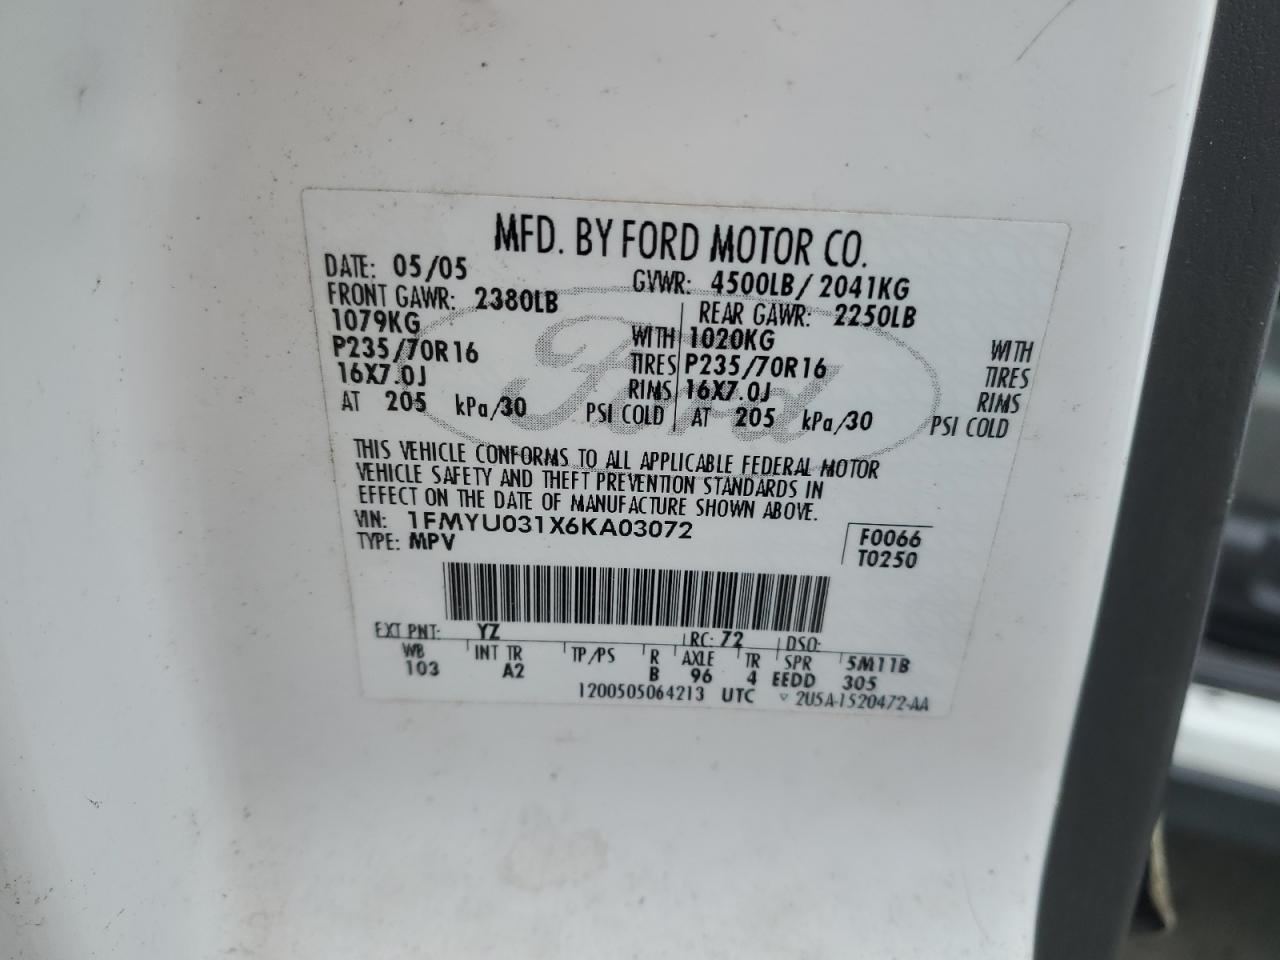 MFD. BY FORD MOTOR CO.
DATE: 05/05 GVWR: 4500LB/ 2041KG
FRONT GAWR: 2380LB REAR GAWR: 2250LB
1079KG WITH 1020KG WITH
P235/70R16 TIRES P235/70R16 TIRES
16X7.0J RIMS 16X7.0J RIMS
AT 205 kPa/30 PSI COLD AT 205 kPa/30 PSI COLD
Ford
THIS VEHICLE CONFORMS TO ALL APPLICABLE FEDERAL MOTOR
VEHICLE SAFETY AND THEFT PREVENTION STANDARDS IN
EFFECT ON THE DATE OF MANUFACTURE SHOWN ABOVE.
VIN: 1FMYU031X6KA03072 F0066
TYPE: MPV T0250
EXT PNT: YZ RC: 72 DSO:
WB INT TR TP/PS R AXLE TR SPR 5M11B
103 A2 B 96 4 EEDD 305
1200505064213 UTC ▽ 2U5A-1520472-AA